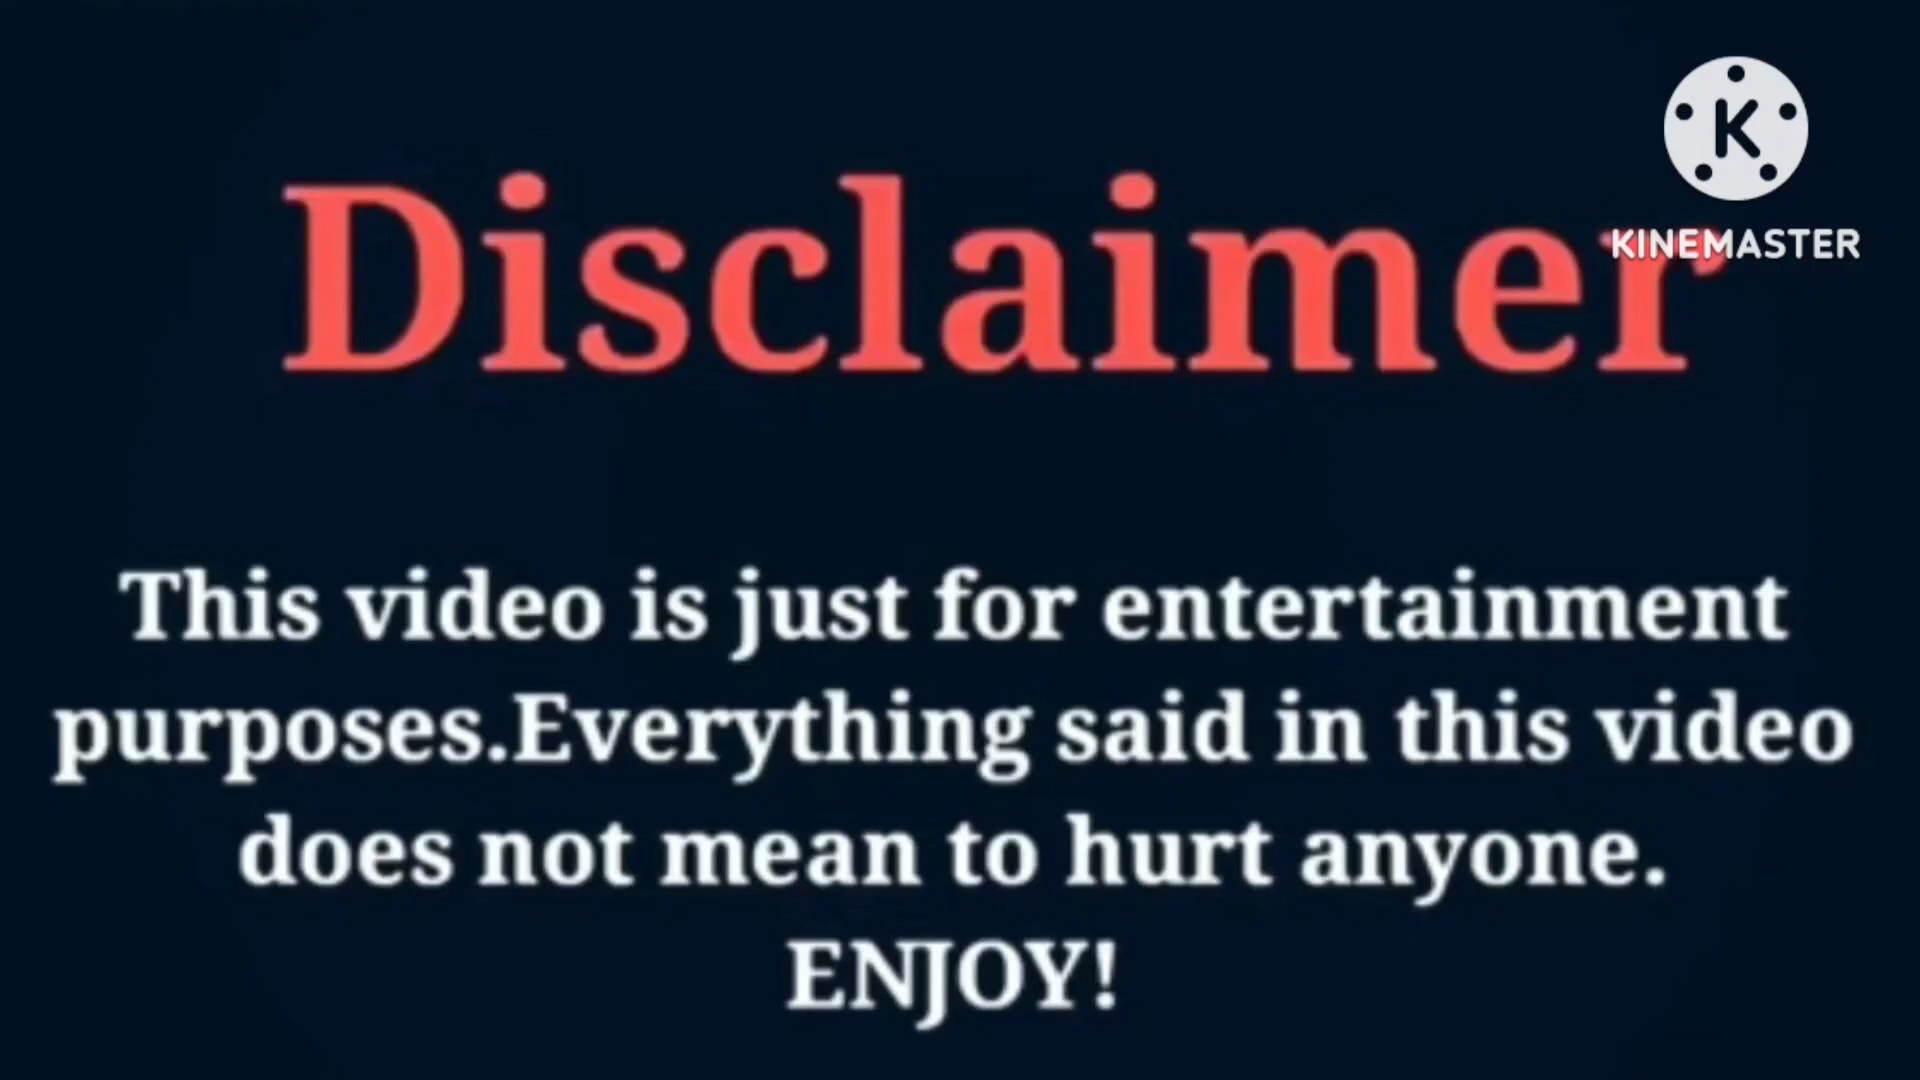 K
KINEMASTER
Disclaimer
This video is just for entertainment
purposes.Everything said in this video
does not mean to hurt anyone.
ENJOY!